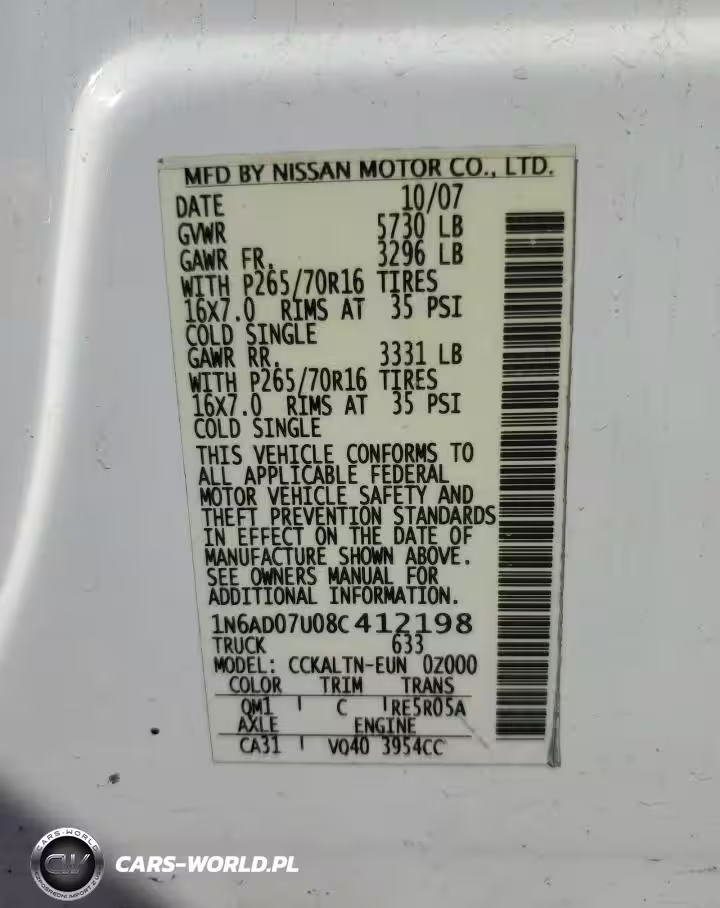 MFD BY NISSAN MOTOR CO., LTD.
DATE 10/07
GVWR 5730 LB
GAWR FR. 3296 LB
WITH P265/70R16 TIRES
16X7.0 RIMS AT 35 PSI
COLD SINGLE
GAWR RR. 3331 LB
WITH P265/70R16 TIRES
16X7.0 RIMS AT 35 PSI
COLD SINGLE
THIS VEHICLE CONFORMS TO
ALL APPLICABLE FEDERAL
MOTOR VEHICLE SAFETY AND
THEFT PREVENTION STANDARDS
IN EFFECT ON THE DATE OF
MANUFACTURE SHOWN ABOVE.
SEE OWNERS MANUAL FOR
ADDITIONAL INFORMATION.
1N6AD07U08C412198
TRUCK 633
MODEL: CCKALTN-EUN 0Z000
COLOR TRIM TRANS
QM1 C RE5R05A
AXLE ENGINE
CA31 VQ40 3954CC
CARS-WORLD
CW
CARS-WORLD.PL